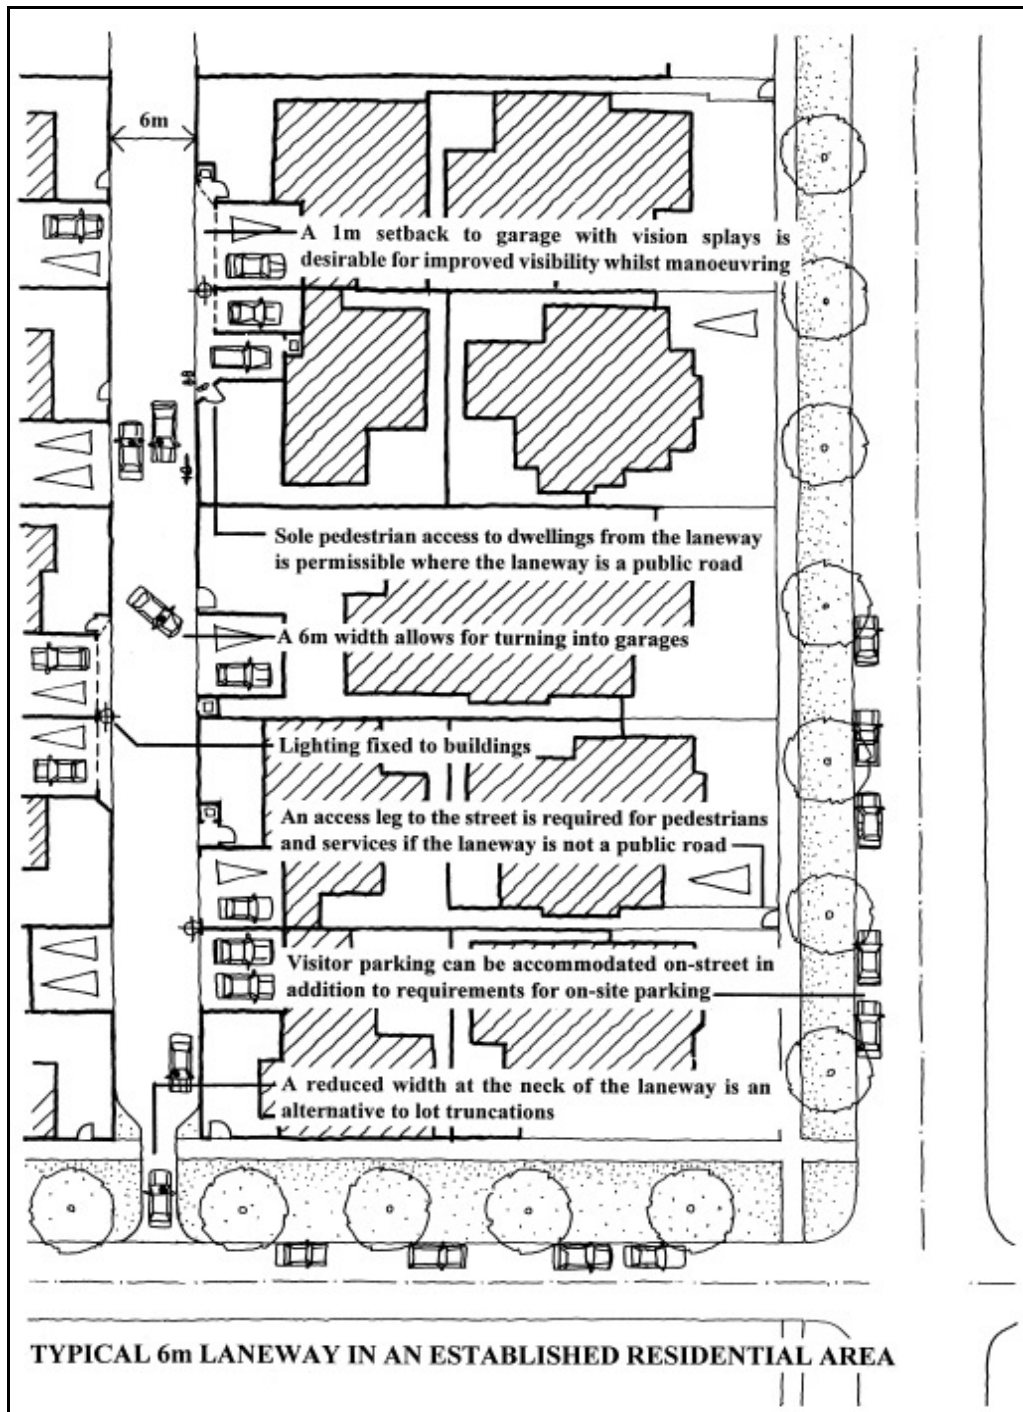 6m
A 1m setback to garage with vision splays is
desirable for improved visibility whilst manoeuvring
Sole pedestrian access to dwellings from the laneway
is permissible where the laneway is a public road
A 6m width allows for turning into garages
Lighting fixed to buildings
An access leg to the street is required for pedestrians
and services if the laneway is not a public road
Visitor parking can be accommodated on-street in
addition to requirements for on-site parking
A reduced width at the neck of the laneway is an
alternative to lot truncations
TYPICAL 6m LANEWAY IN AN ESTABLISHED RESIDENTIAL AREA